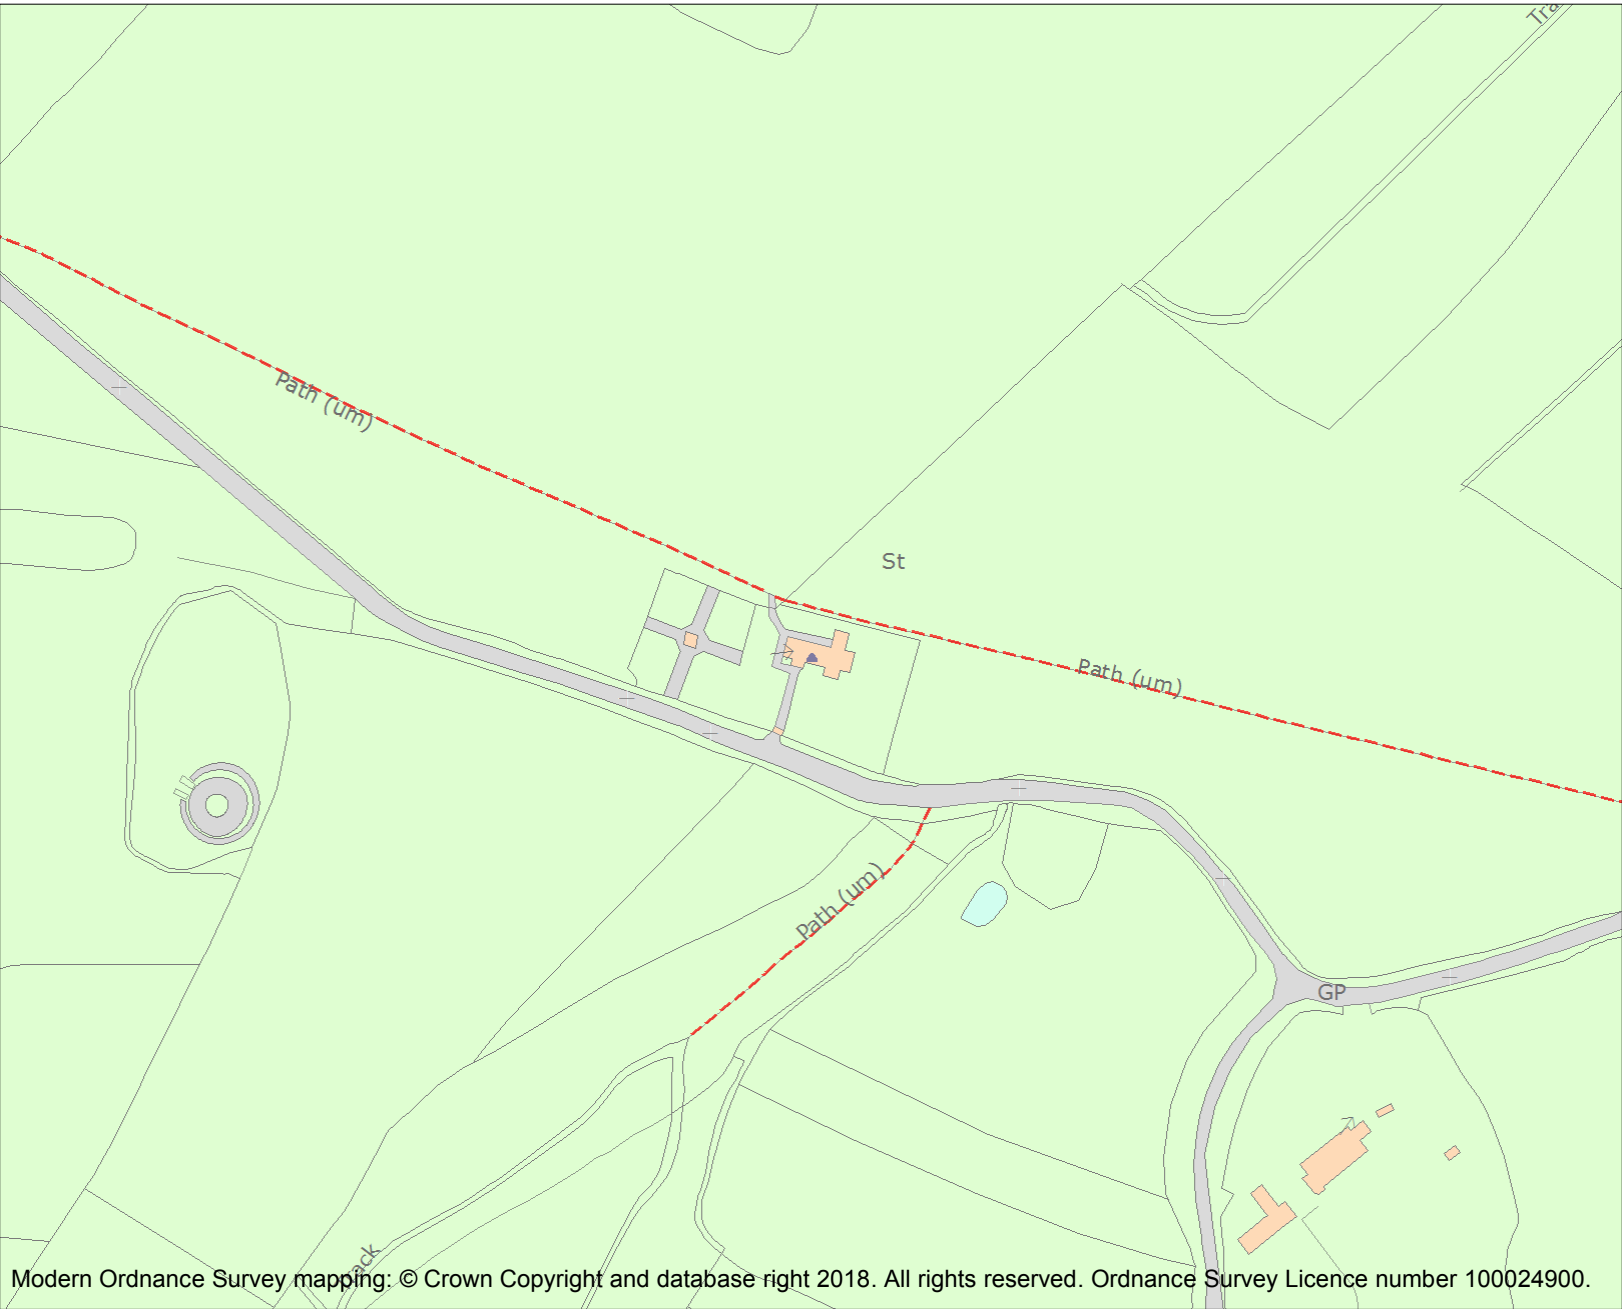 Tra
Path (um)
St
Path (um)
Path (um)
GP
Modern Ordnance Survey mapping: © Crown Copyright and database right 2018. All rights reserved. Ordnance Survey Licence number 100024900.